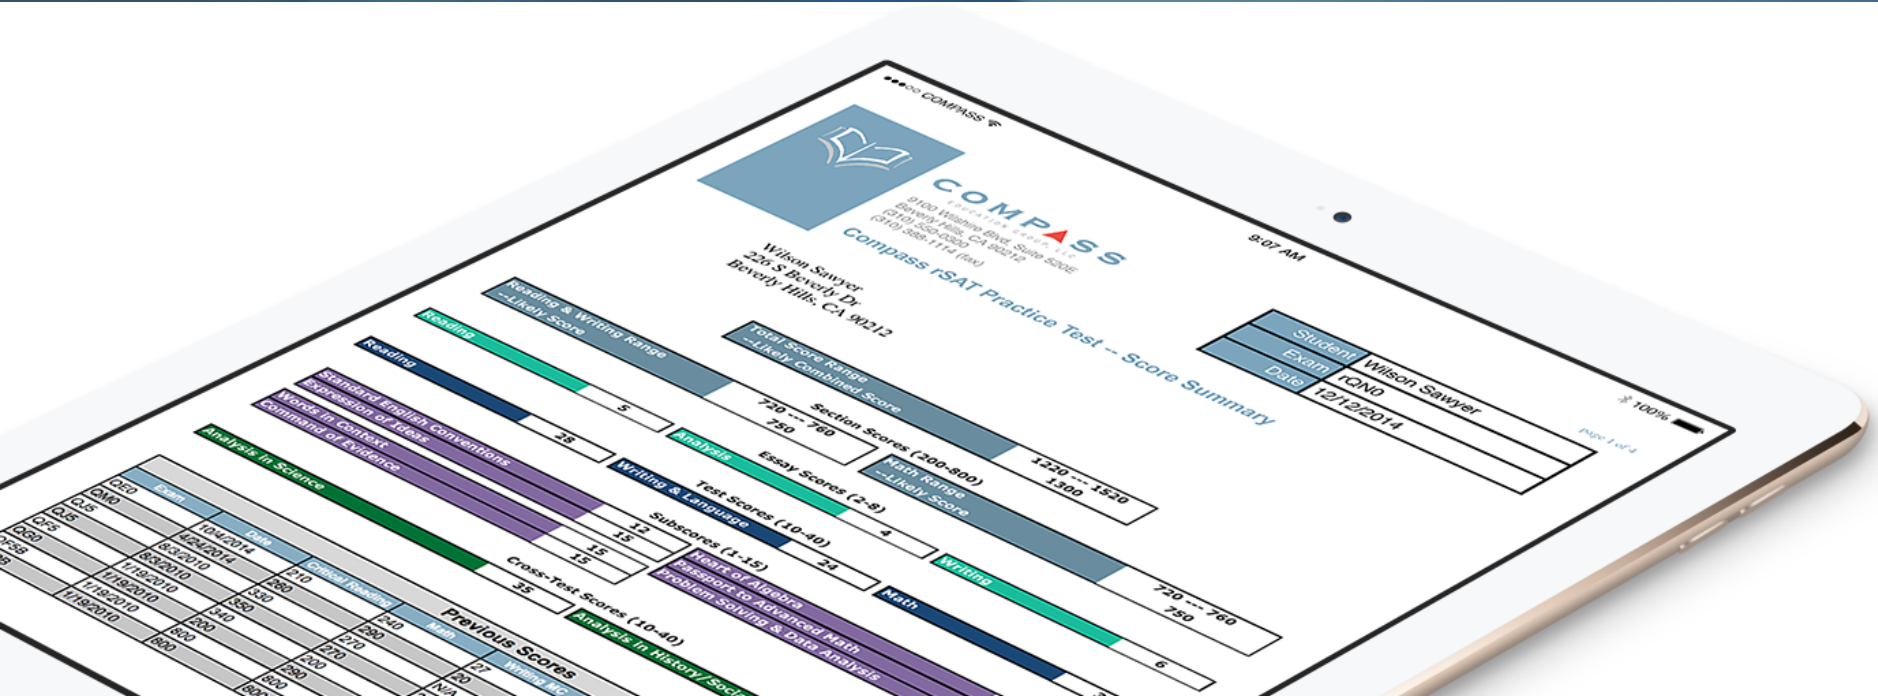 COMPASS
9:07 AM
100%
page 1 of 4
COMPASS
EDUCATION GROUP, LLC
9100 Wilshire Blvd. Suite 520E
Beverly Hills, CA 90212
(310) 550-0300
(310) 388-1114 (fax)
Compass rSAT Practice Test -- Score Summary
Wilson Sawyer
226 S Beverly Dr
Beverly Hills, CA 90212
Student Wilson Sawyer
Exam rQN0
Date 12/12/2014
Total Score Range 1220 --- 1520
--Likely Combined Score 1300
Section Scores (200-800)
Reading & Writing Range 720 --- 760
--Likely Score 750
Math Range 720 --- 760
--Likely Score 750
Essay Scores (2-8)
Reading 5
Analysis 4
Writing 6
Test Scores (10-40)
Reading 28
Writing & Language 24
Math
Subscores (1-15)
Standard English Conventions 12
Expression of Ideas 15
Words in Context 15
Command of Evidence 15
Heart of Algebra
Passport to Advanced Math
Problem Solving & Data Analysis
Cross-Test Scores (10-40)
Analysis in Science 35
Analysis in History/Soci
Previous Scores
Exam Date Critical Reading Math Writing MC
QE0 10/4/2014 210 240 27
QM0 4/24/2014 280 290 20
QJ5 8/3/2010 330 270 N/A
QJ5 8/3/2010 350 270
QF5 1/19/2010 340 200
QG0 1/19/2010 200 290
1/19/2010 800 800
1/19/2010 800